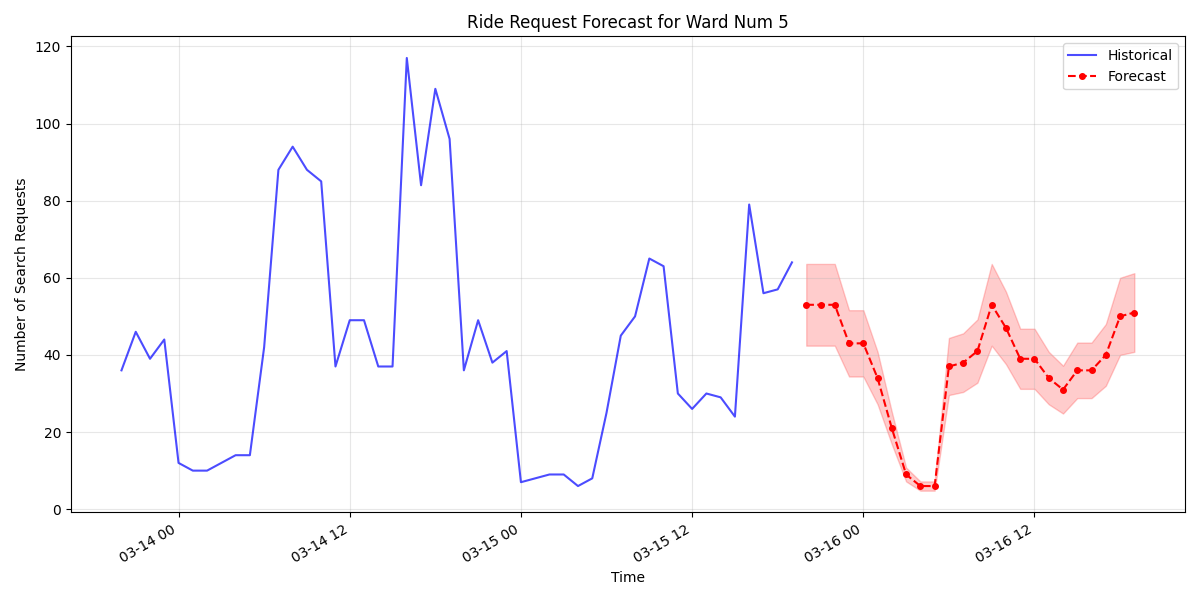 Ride Request Forecast for Ward Num 5
Historical
Forecast
Number of Search Requests
120
100
80
60
40
20
0
03-14 00
03-14 12
03-15 00
03-15 12
03-16 00
03-16 12
Time